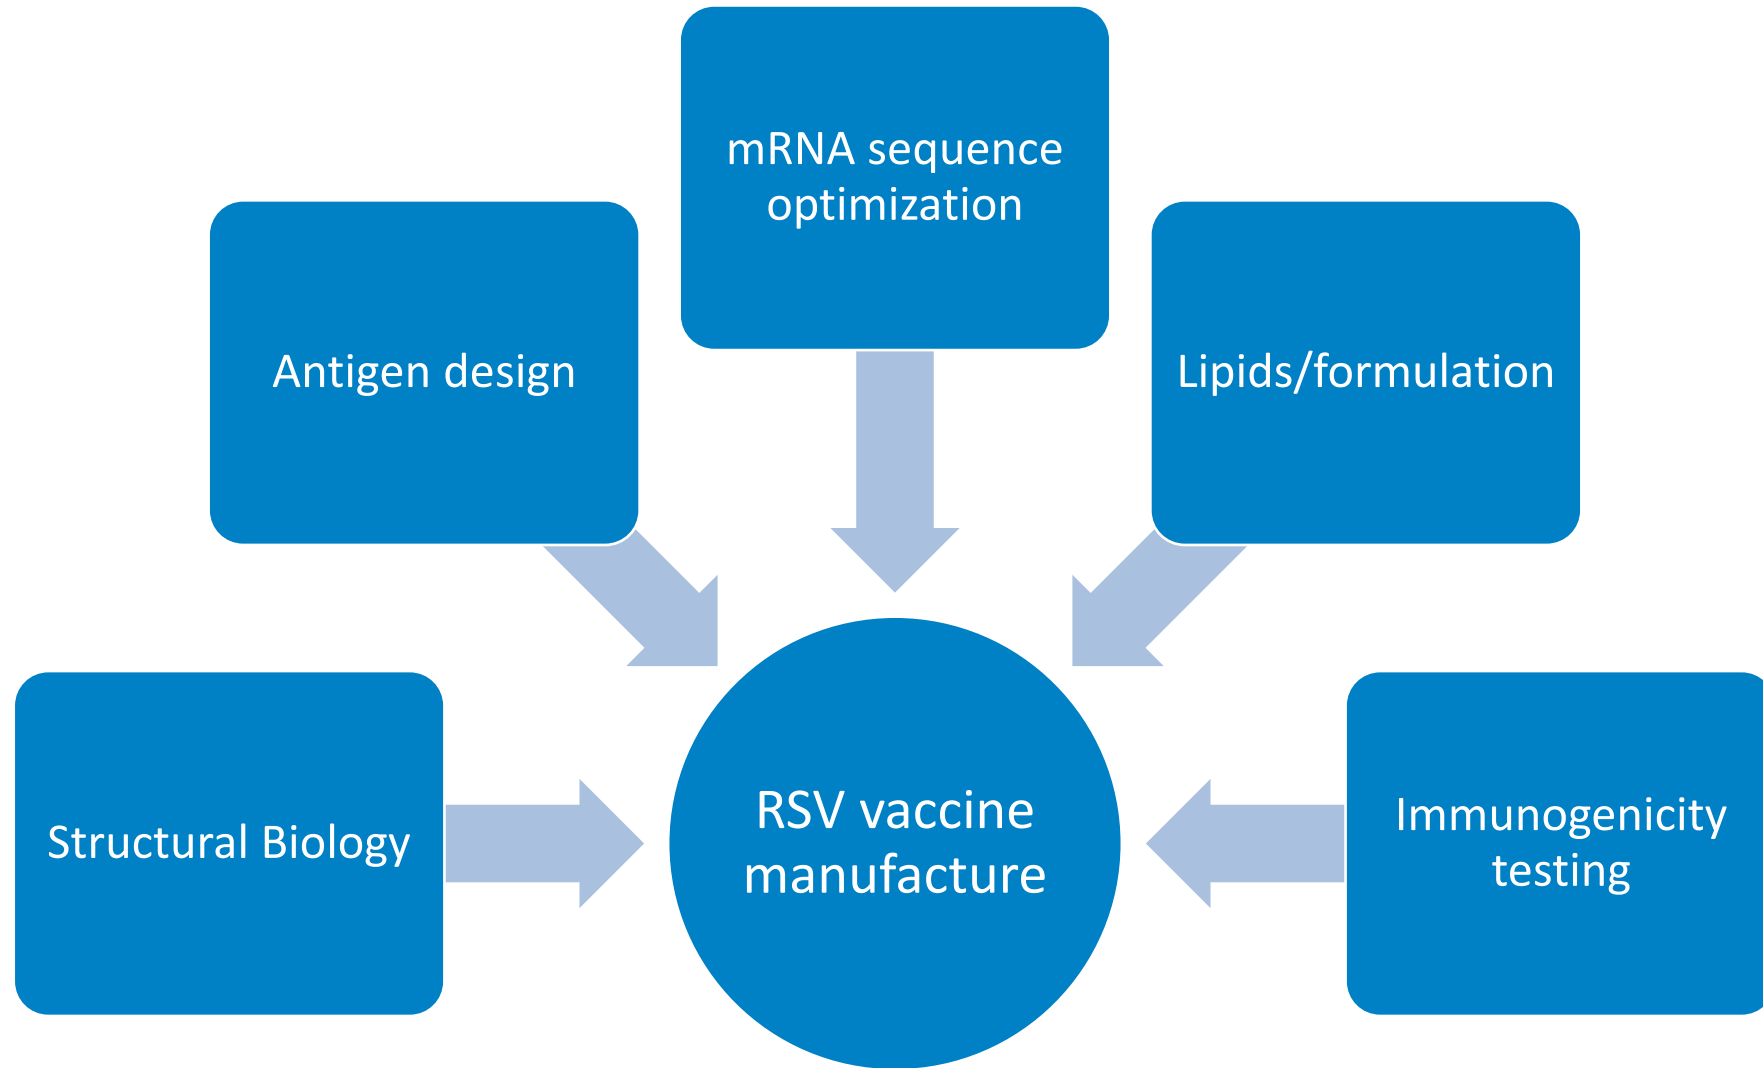 mRNA sequence
optimization
Antigen design
Lipids/formulation
Structural Biology
RSV vaccine
manufacture
Immunogenicity
testing